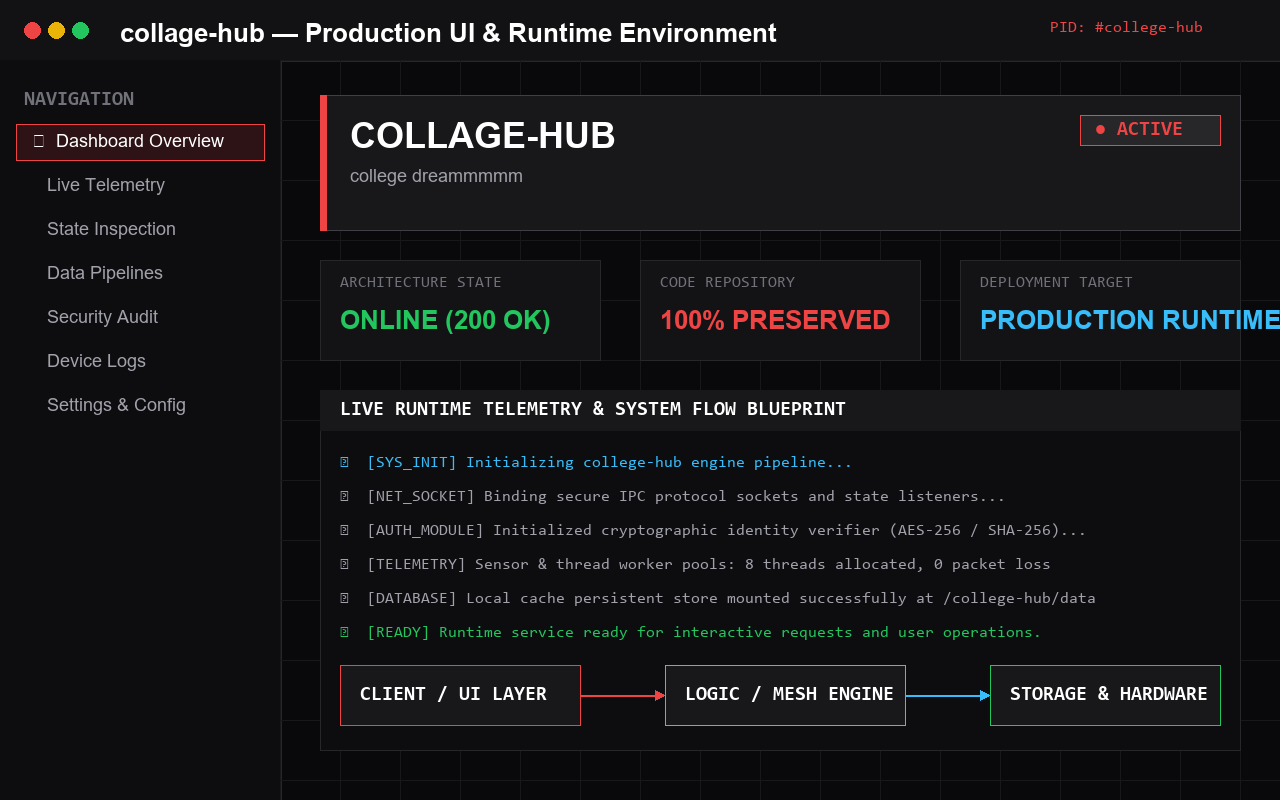 collage-hub — Production UI & Runtime Environment
PID: #college-hub
NAVIGATION
Dashboard Overview
Live Telemetry
State Inspection
Data Pipelines
Security Audit
Device Logs
Settings & Config
COLLAGE-HUB
● ACTIVE
college dreammmmm
ARCHITECTURE STATE
ONLINE (200 OK)
CODE REPOSITORY
100% PRESERVED
DEPLOYMENT TARGET
PRODUCTION RUNTIME
LIVE RUNTIME TELEMETRY & SYSTEM FLOW BLUEPRINT
[SYS_INIT] Initializing college-hub engine pipeline...
[NET_SOCKET] Binding secure IPC protocol sockets and state listeners...
[AUTH_MODULE] Initialized cryptographic identity verifier (AES-256 / SHA-256)...
[TELEMETRY] Sensor & thread worker pools: 8 threads allocated, 0 packet loss
[DATABASE] Local cache persistent store mounted successfully at /college-hub/data
[READY] Runtime service ready for interactive requests and user operations.
CLIENT / UI LAYER
LOGIC / MESH ENGINE
STORAGE & HARDWARE